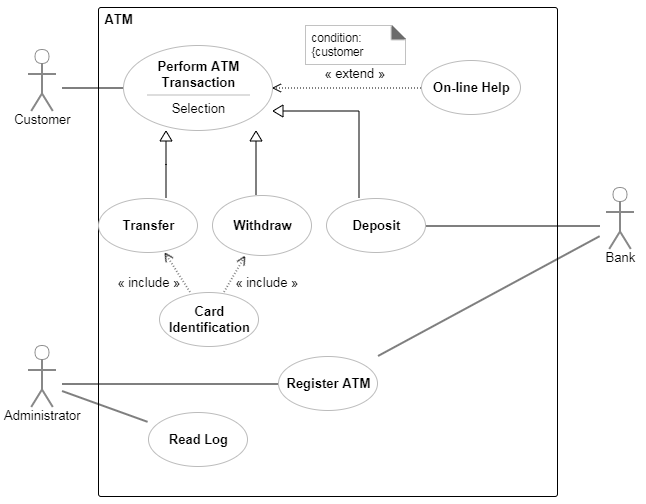 ATM
condition:
{customer
Perform ATM
Transaction
Selection
« extend »
On-line Help
Customer
Transfer
Withdraw
Deposit
Bank
« include »
« include »
Card
Identification
Register ATM
Administrator
Read Log